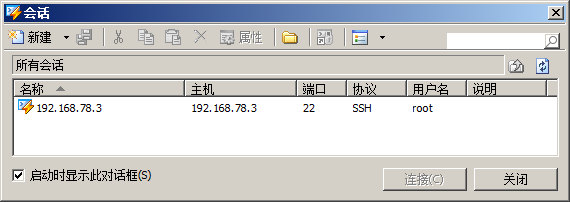 会话
新建 属性
所有会话
名称 主机 端口 协议 用户名 说明
192.168.78.3 192.168.78.3 22 SSH root
启动时显示此对话框(S) 连接(C) 关闭